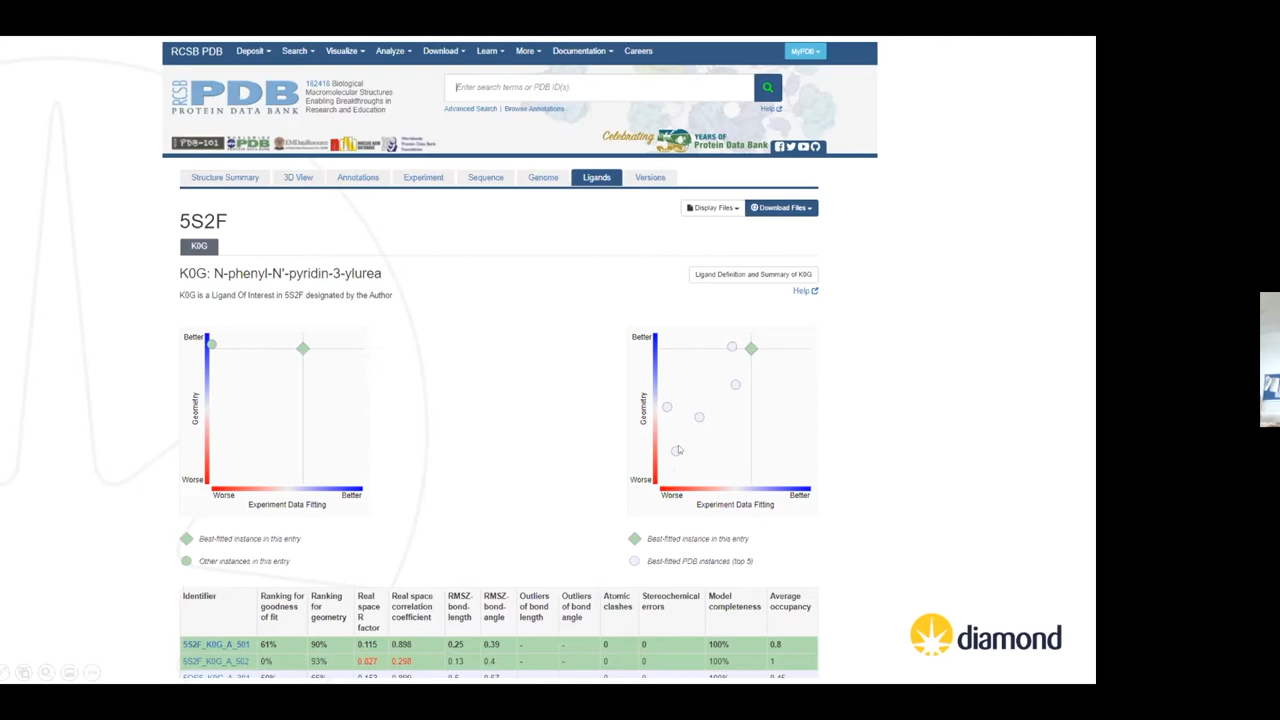 RCSB PDB Deposit Search Visualize Analyze Download Learn More Documentation Careers MyPDB
RCSB PDB
PROTEIN DATA BANK
182418 Biological
Macromolecular Structures
Enabling Breakthroughs in
Research and Education
Enter search terms or PDB ID(s).
Advanced Search | Browse Annotations
Help
PDB-101 PDB EMDataResource
Celebrating YEARS OF
Protein Data Bank
Structure Summary 3D View Annotations Experiment Sequence Genome Ligands Versions
Display Files Download Files
5S2F
K0G
K0G: N-phenyl-N'-pyridin-3-ylurea
Ligand Definition and Summary of K0G
Help
K0G is a Ligand Of Interest in 5S2F designated by the Author
Better
Geometry
Worse
Worse Better
Experiment Data Fitting
Best-fitted instance in this entry
Other instances in this entry
Better
Geometry
Worse
Worse Better
Experiment Data Fitting
Best-fitted instance in this entry
Best-fitted PDB instances (top 5)
Identifier Ranking for goodness of fit Ranking for geometry Real space R factor Real space correlation coefficient RMSZ-bond-length RMSZ-bond-angle Outliers of bond length Outliers of bond angle Atomic clashes Stereochemical errors Model completeness Average occupancy
5S2F_K0G_A_501 61% 90% 0.115 0.898 0.25 0.39 - - 0 0 100% 0.8
5S2F_K0G_A_502 0% 93% 0.827 0.298 0.13 0.4 - - 0 0 100% 1
diamond